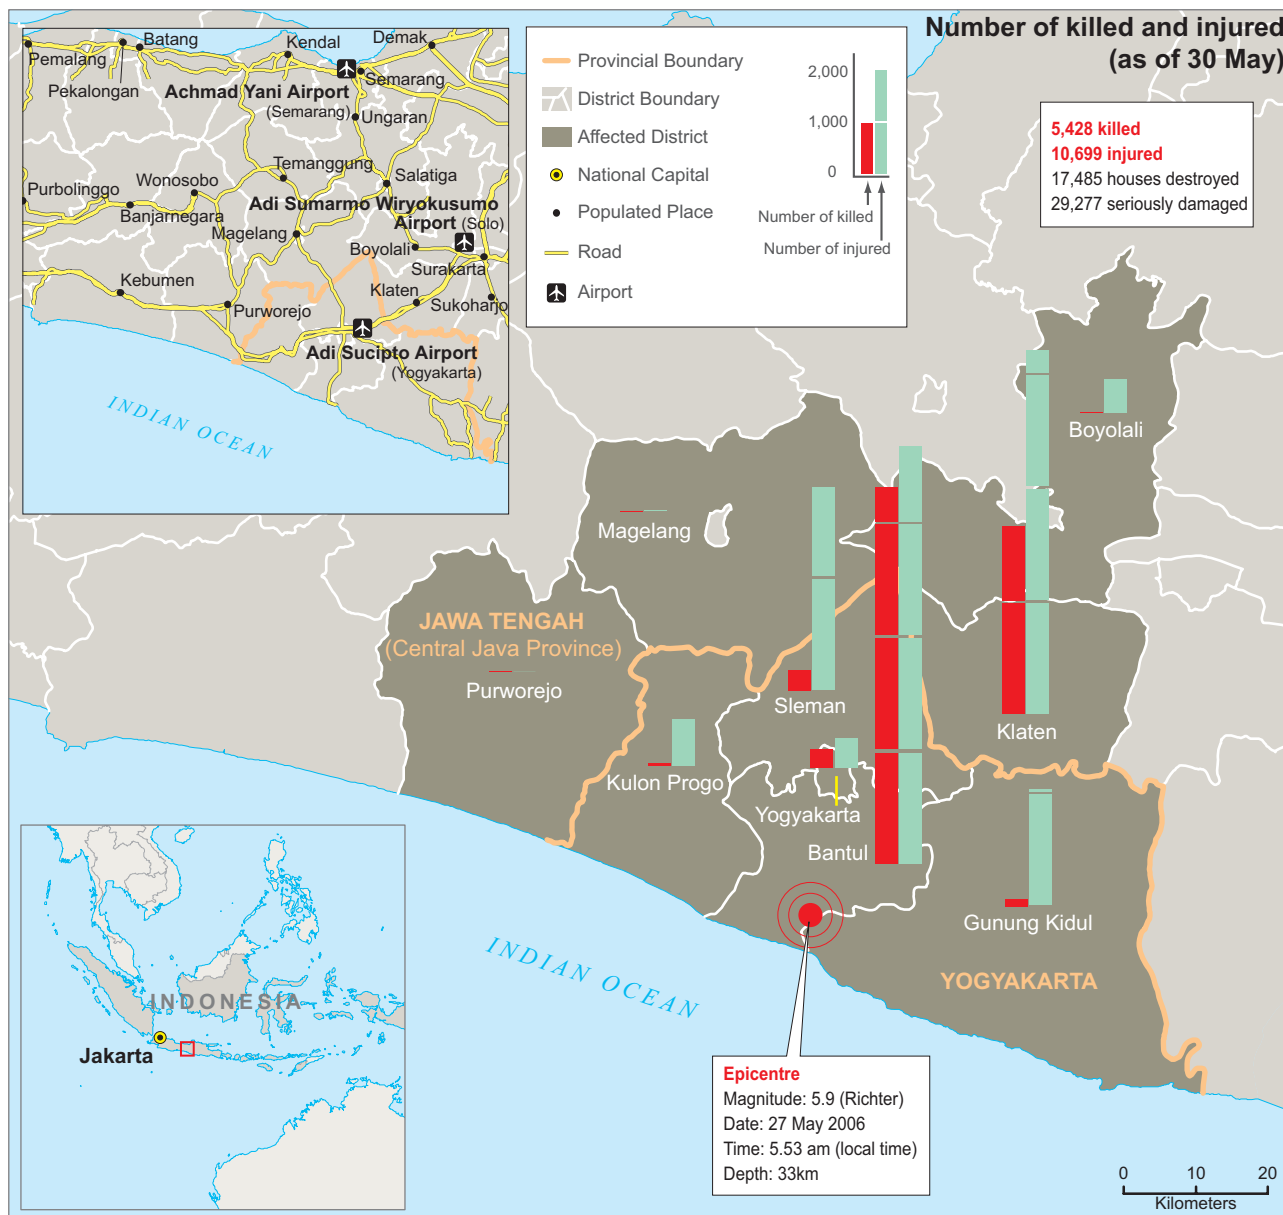 Number of killed and injured
(as of 30 May)
5,428 killed
10,699 injured
17,485 houses destroyed
29,277 seriously damaged
Provincial Boundary
District Boundary
Affected District
National Capital
Populated Place
Road
Airport
2,000
1,000
0
Number of killed
Number of injured
Batang
Kendal
Demak
Pemalang
Semarang
Pekalongan
Achmad Yani Airport
(Semarang)
Ungaran
Temanggung
Wonosobo
Salatiga
Purbolinggo
Banjarnegara
Adi Sumarmo Wiryokusumo
Airport (Solo)
Magelang
Boyolali
Surakarta
Kebumen
Klaten
Sukoharjo
Purworejo
Adi Sucipto Airport
(Yogyakarta)
INDIAN OCEAN
Boyolali
Magelang
JAWA TENGAH
(Central Java Province)
Purworejo
Sleman
Klaten
Kulon Progo
Yogyakarta
Bantul
Gunung Kidul
YOGYAKARTA
INDIAN OCEAN
INDONESIA
Jakarta
Epicentre
Magnitude: 5.9 (Richter)
Date: 27 May 2006
Time: 5.53 am (local time)
Depth: 33km
0 10 20
Kilometers